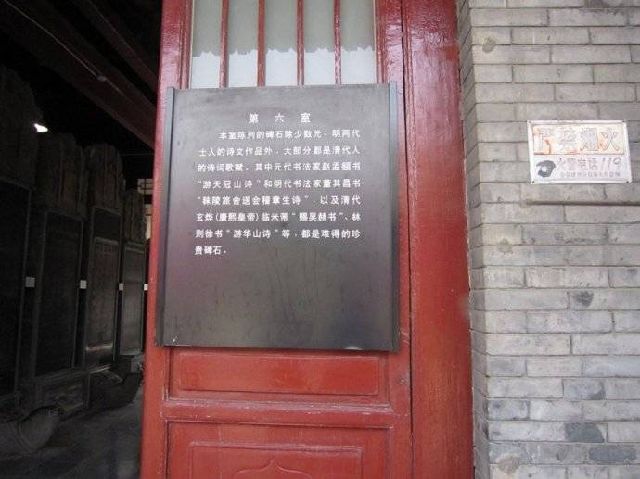 第六室
本室陈列的碑石除少数元、明两代
士人的诗文作品外，大部分都是清代人
的诗词歌赋。其中元代书法家赵孟頫书
“游天冠山诗”和明代书法家董其昌书
“秣陵旅舍送会稽章生诗”，以及清代
玄烨（康熙皇帝）临米芾“赐吴赫书”、林
则徐书“游华山诗”等，都是难得的珍
贵碑石。
严禁烟火
火警电话119